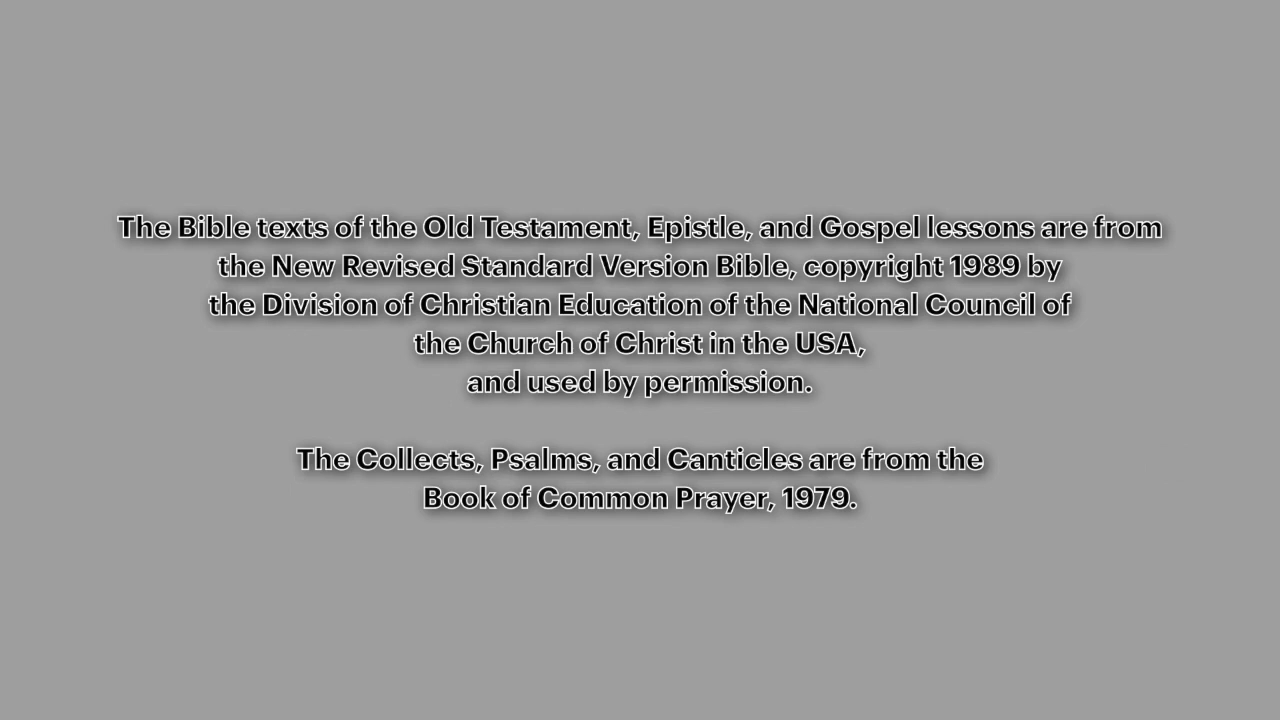 The Bible texts of the Old Testament, Epistle, and Gospel lessons are from
the New Revised Standard Version Bible, copyright 1989 by
the Division of Christian Education of the National Council of
the Church of Christ in the USA,
and used by permission.
The Collects, Psalms, and Canticles are from the
Book of Common Prayer, 1979.